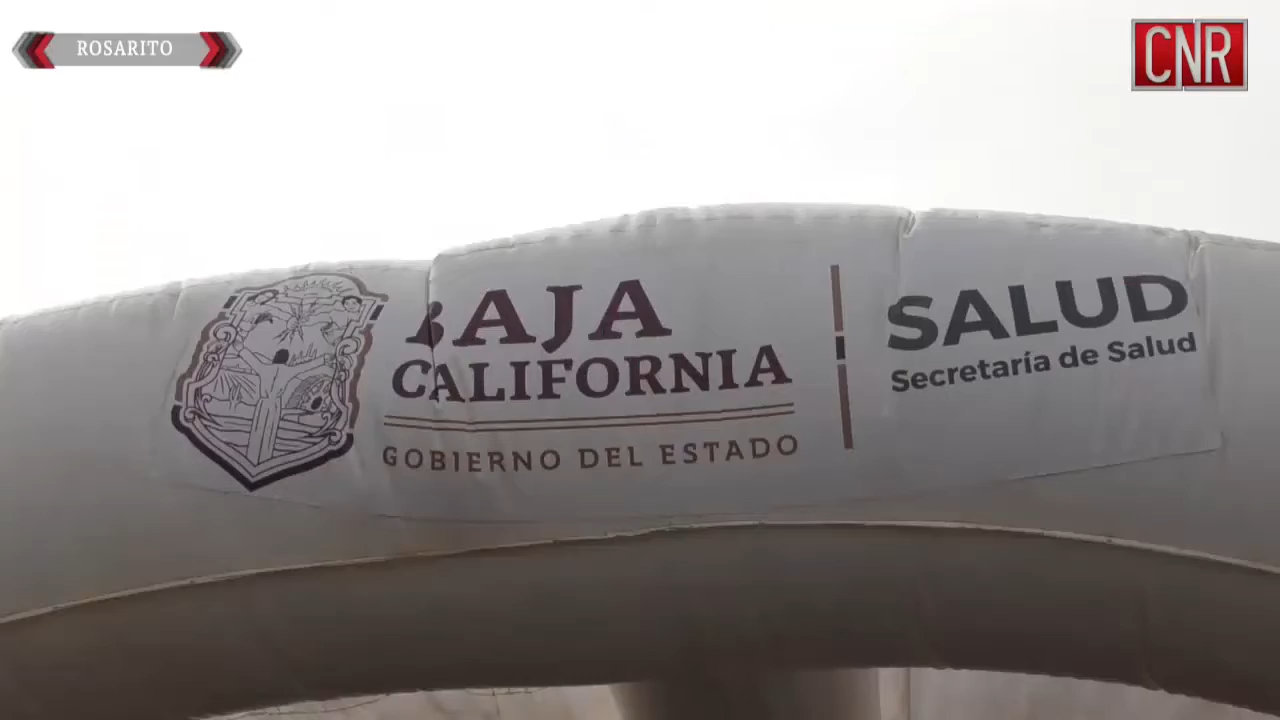 ROSARITO
CNR
BAJA
CALIFORNIA
GOBIERNO DEL ESTADO
SALUD
Secretaría de Salud